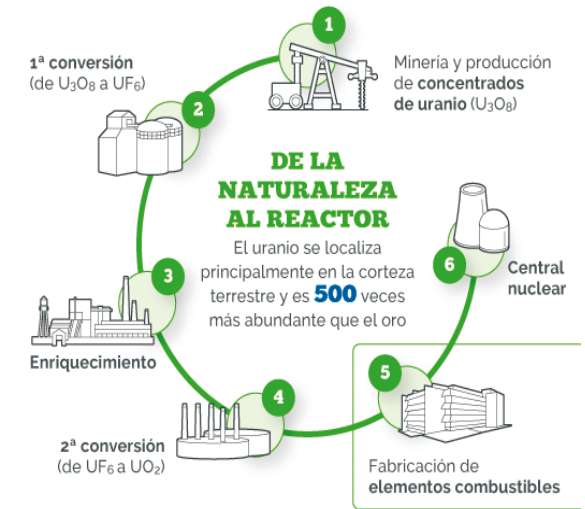 DE LA
NATURALEZA
AL REACTOR
El uranio se localiza
principalmente en la corteza
terrestre y es 500 veces
más abundante que el oro
1
Minería y producción
de concentrados
de uranio (U₃O₈)
2
1ª conversión
(de U₃O₈ a UF₆)
3
Enriquecimiento
4
2ª conversión
(de UF₆ a UO₂)
5
Fabricación de
elementos combustibles
6
Central
nuclear